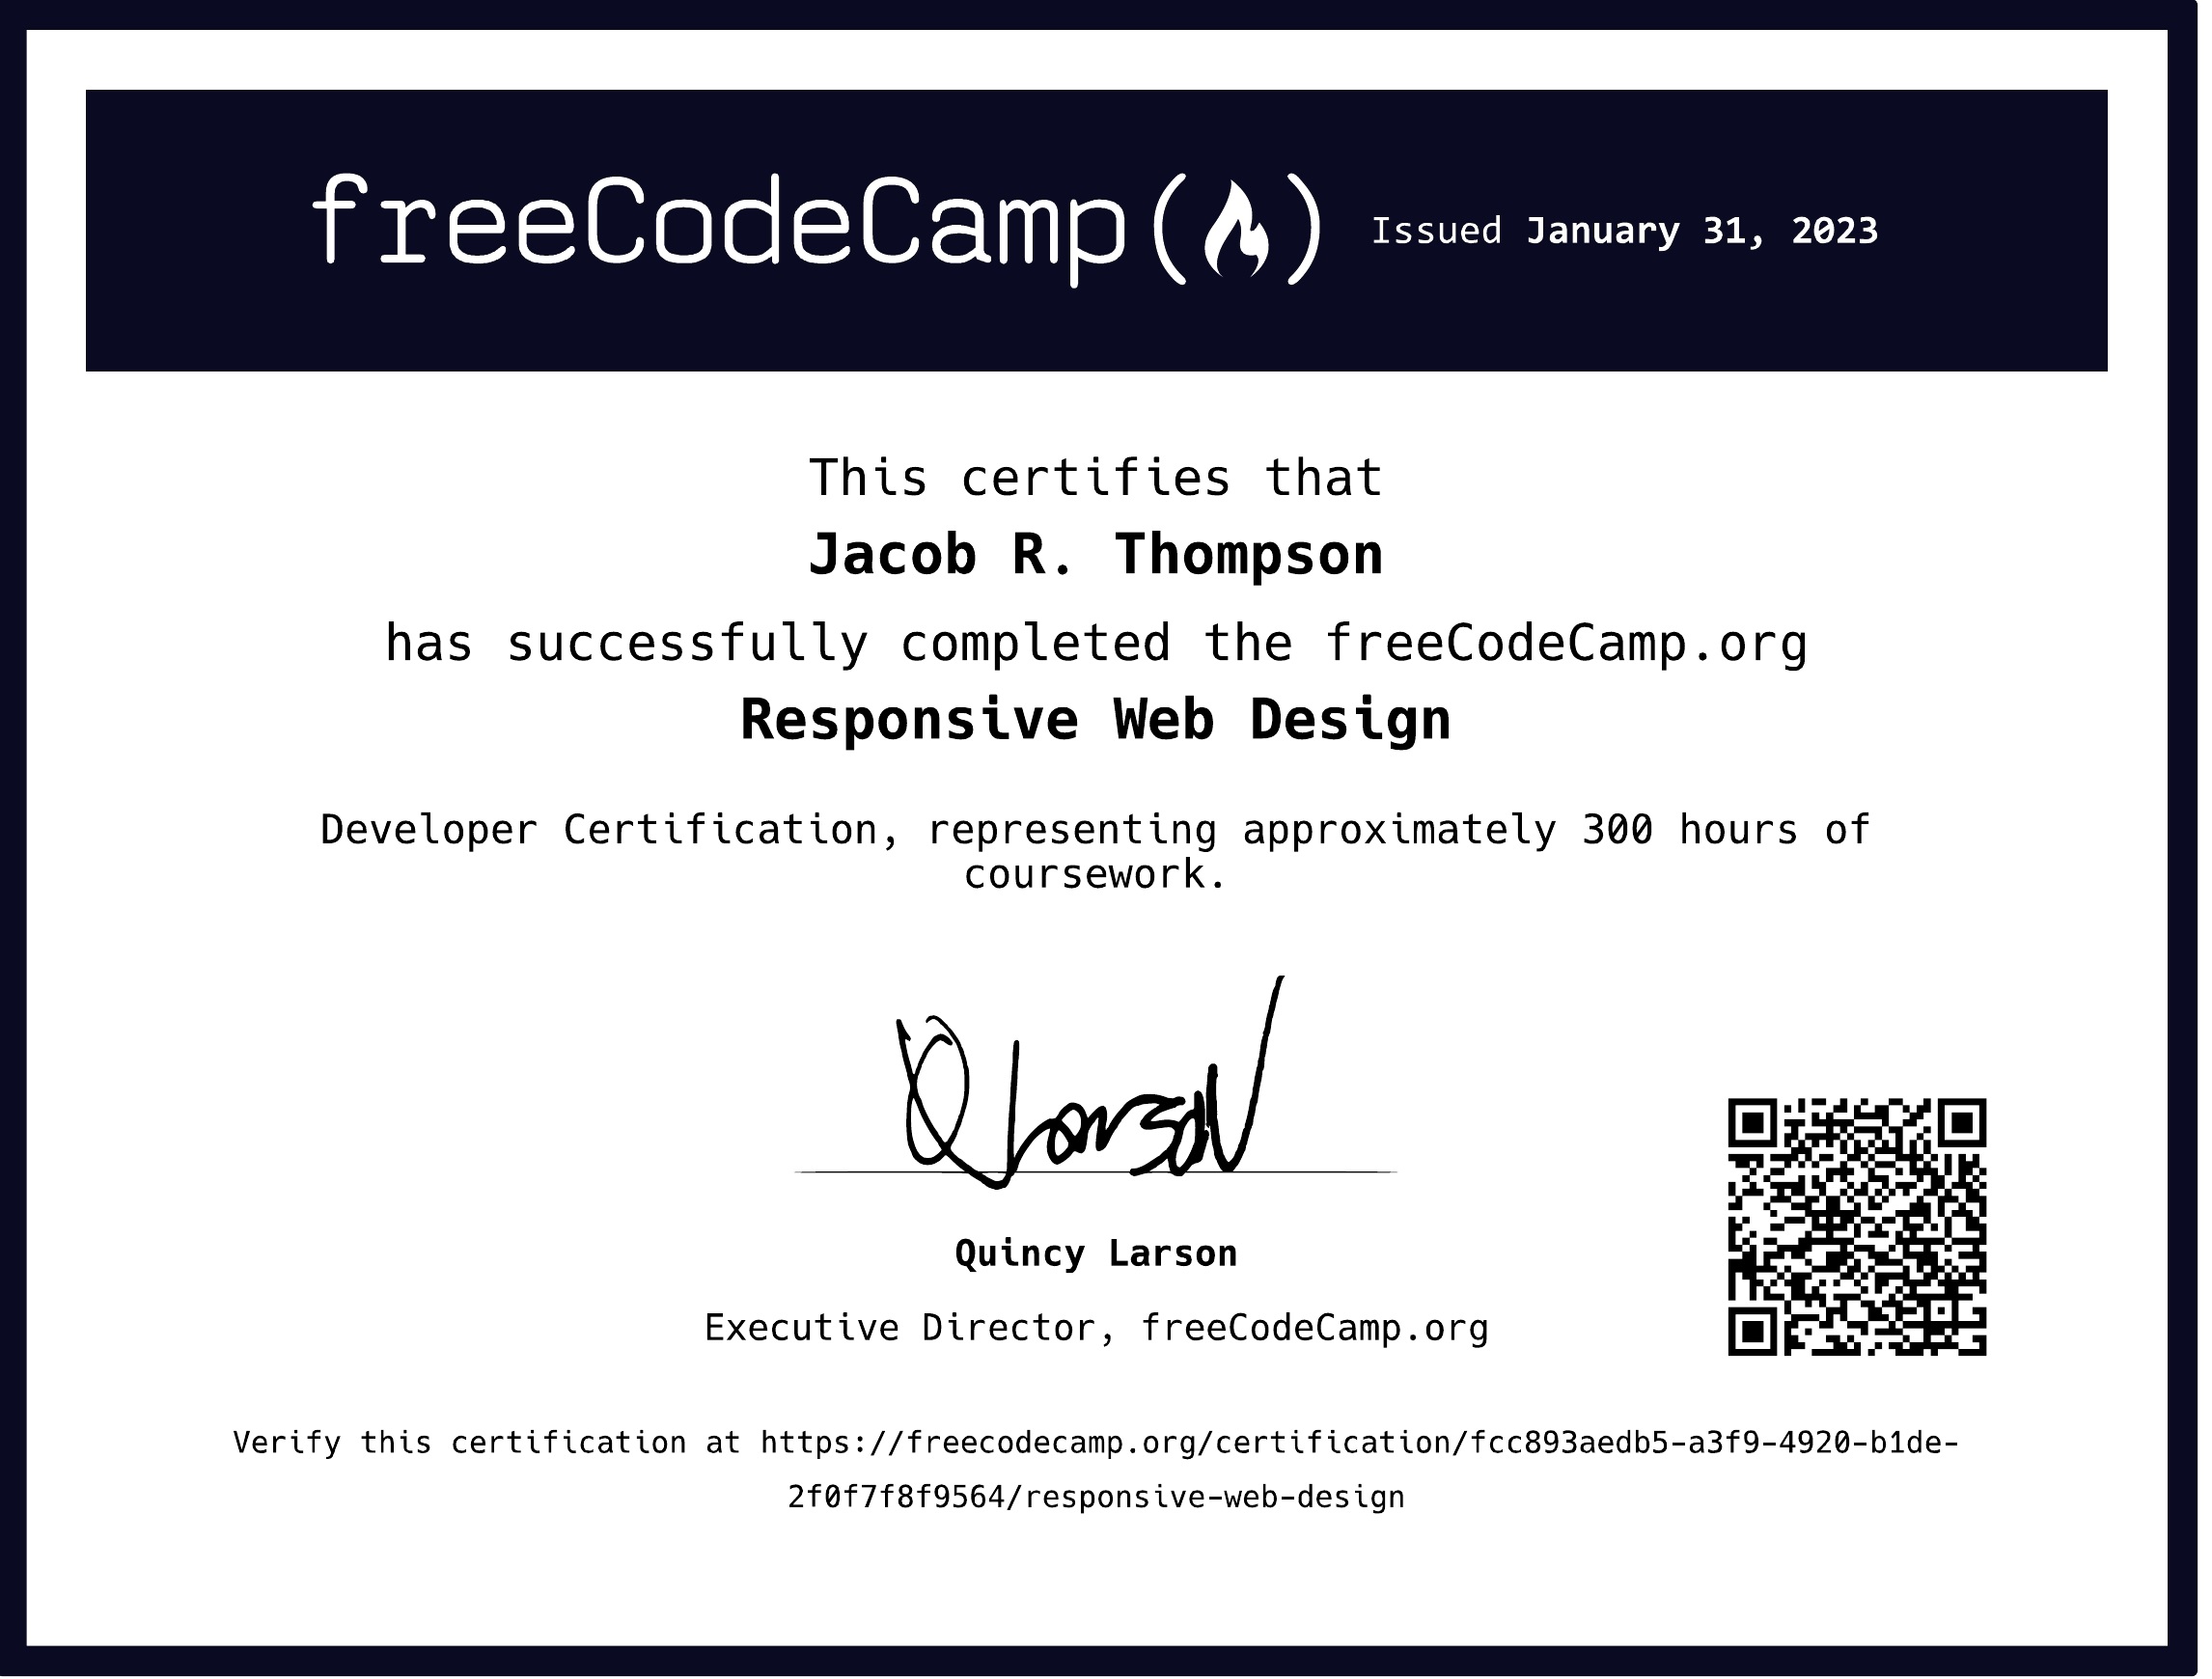 freeCodeCamp Issued January 31, 2023
This certifies that
Jacob R. Thompson
has successfully completed the freeCodeCamp.org
Responsive Web Design
Developer Certification, representing approximately 300 hours of
coursework.
Quincy Larson
Executive Director, freeCodeCamp.org
Verify this certification at https://freecodecamp.org/certification/fcc893aedb5-a3f9-4920-b1de-
2f0f7f8f9564/responsive-web-design